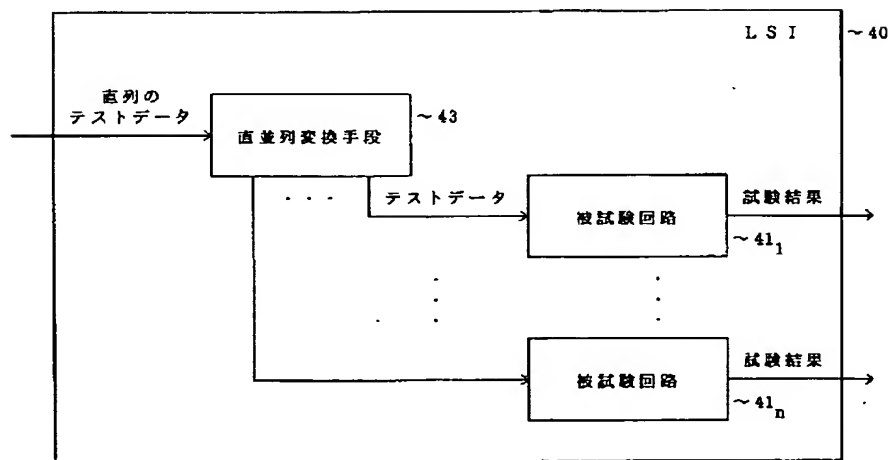 LSI
~40
直列の
テストデータ
直並列変換手段
~43
・・・
テストデータ
被試験回路
試験結果
~41₁
被試験回路
試験結果
~41ₙ